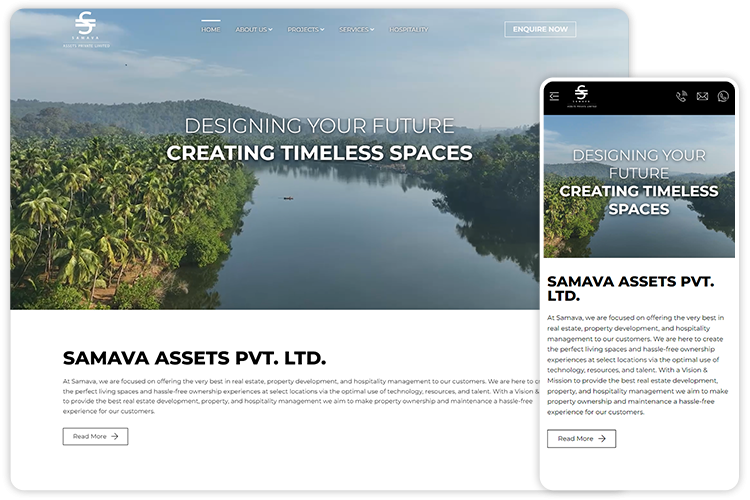 SAMAVA
ASSETS PRIVATE LIMITED
HOME ABOUT US PROJECTS SERVICES HOSPITALITY ENQUIRE NOW
DESIGNING YOUR FUTURE
CREATING TIMELESS SPACES
SAMAVA ASSETS PVT. LTD.
At Samava, we are focused on offering the very best in real estate, property development, and hospitality management to our customers. We are here to
the perfect living spaces and hassle-free ownership experiences at select locations via the optimal use of technology, resources, and talent. With a Vision &
to provide the best real estate development, property, and hospitality management we aim to make property ownership and maintenance a hassle-free
experience for our customers.
Read More
SAMAVA
DESIGNING YOUR
FUTURE
CREATING TIMELESS
SPACES
SAMAVA ASSETS PVT.
LTD.
At Samava, we are focused on offering the very best in
real estate, property development, and hospitality
management to our customers. We are here to create
the perfect living spaces and hassle-free ownership
experiences at select locations via the optimal use of
technology, resources, and talent. With a Vision &
Mission to provide the best real estate development,
property, and hospitality management we aim to make
property ownership and maintenance a hassle-free
experience for our customers.
Read More